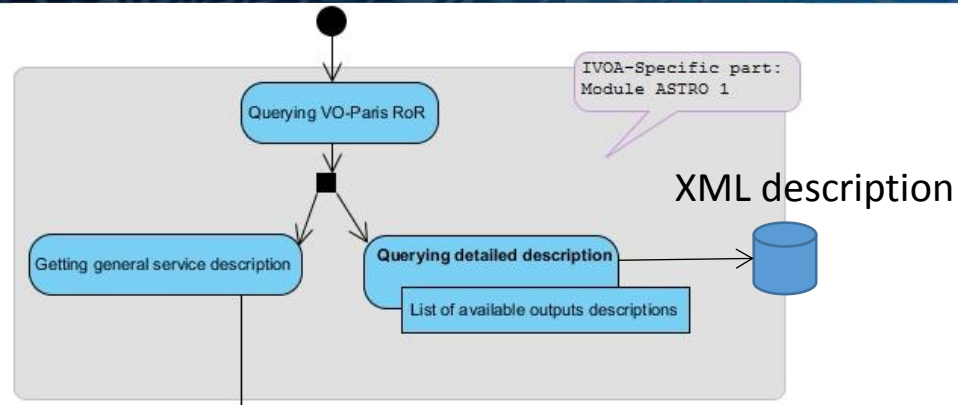 IVOA-Specific part:
Module ASTRO 1
Querying VO-Paris RoR
XML description
Getting general service description
Querying detailed description
List of available outputs descriptions